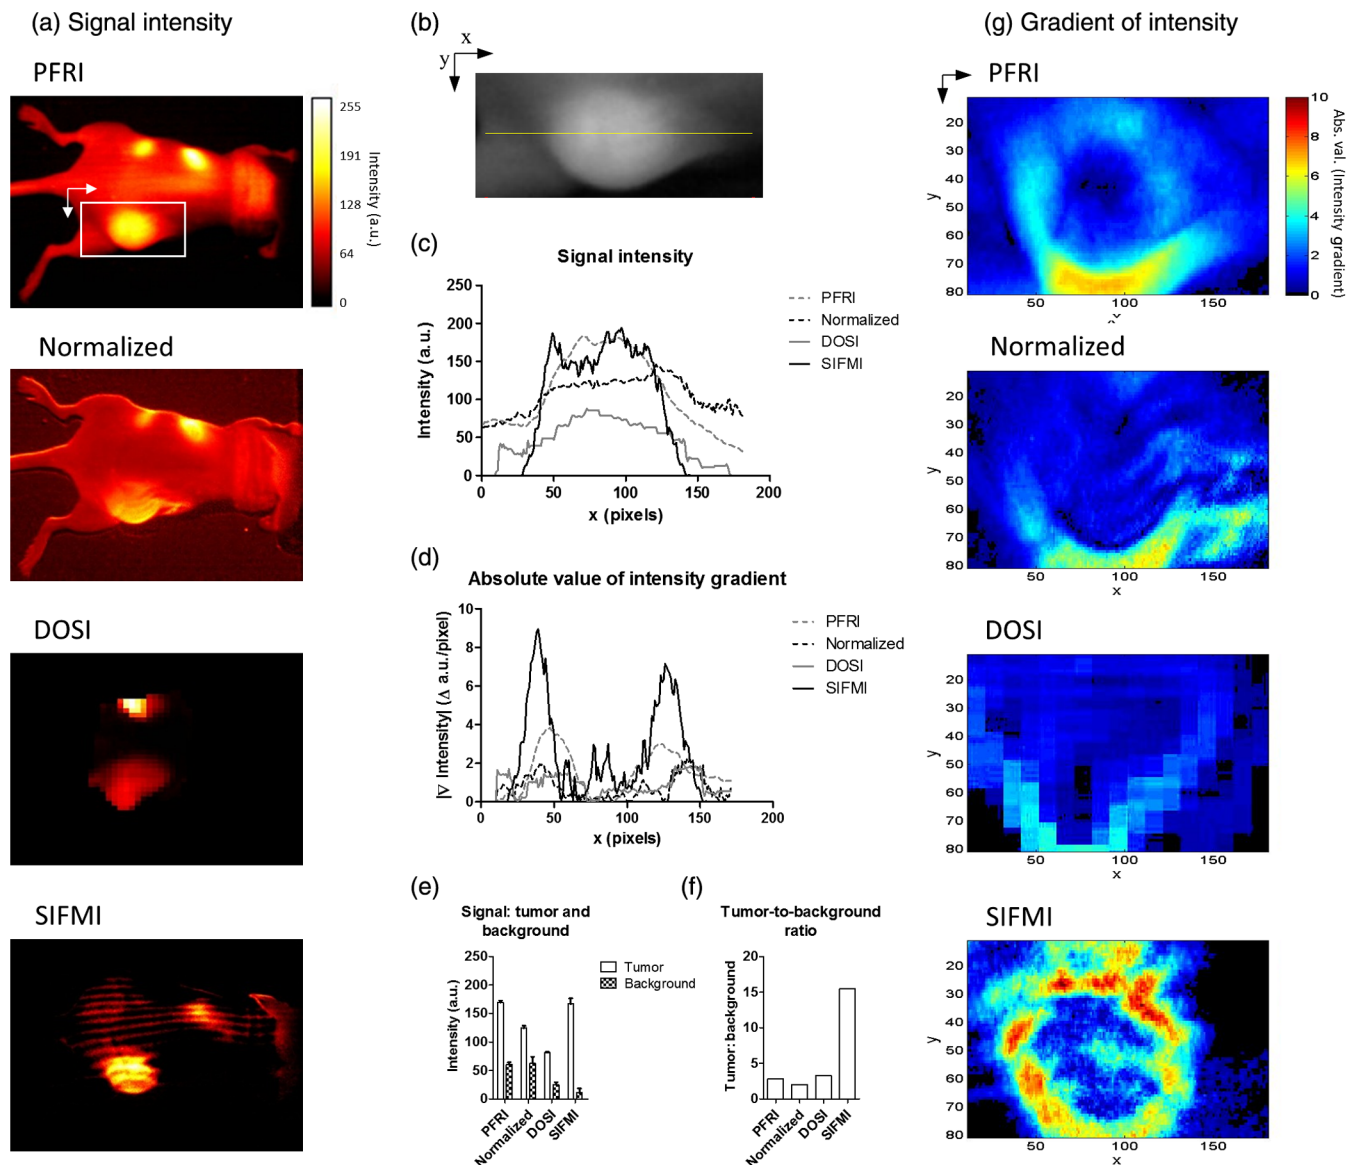 (a) Signal intensity
PFRI
255
191
128
64
0
Intensity (a.u.)
Normalized
DOSI
SIFMI
(b)
x
y
(c)
Signal intensity
250
200
150
100
50
0
Intensity (a.u.)
0 50 100 150 200
x (pixels)
PFRI
Normalized
DOSI
SIFMI
(d)
Absolute value of intensity gradient
10
8
6
4
2
0
|∇ Intensity| (Δ a.u./pixel)
0 50 100 150 200
x (pixels)
PFRI
Normalized
DOSI
SIFMI
(e)
Signal: tumor and
background
250
200
150
100
50
0
Intensity (a.u.)
Tumor
Background
PFRI
Normalized
DOSI
SIFMI
(f)
Tumor-to-background
ratio
20
15
10
5
0
Tumor: background
PFRI
Normalized
DOSI
SIFMI
(g) Gradient of intensity
PFRI
20
30
40
50
60
70
80
y
50 100 150
10
8
6
4
2
0
Abs. val. (Intensity gradient)
Normalized
20
30
40
50
60
70
80
y
50 100 150
x
DOSI
20
30
40
50
60
70
80
y
50 100 150
x
SIFMI
20
30
40
50
60
70
80
y
50 100 150
x